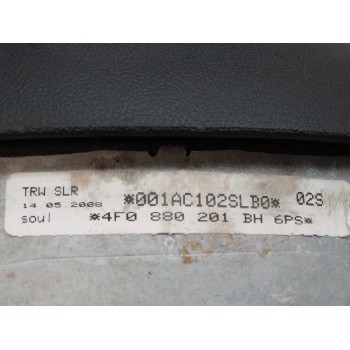 TRW SLR *001AC102SLB0* 02S
14.05.2008
soul *4F0 880 201 BH 6PS*